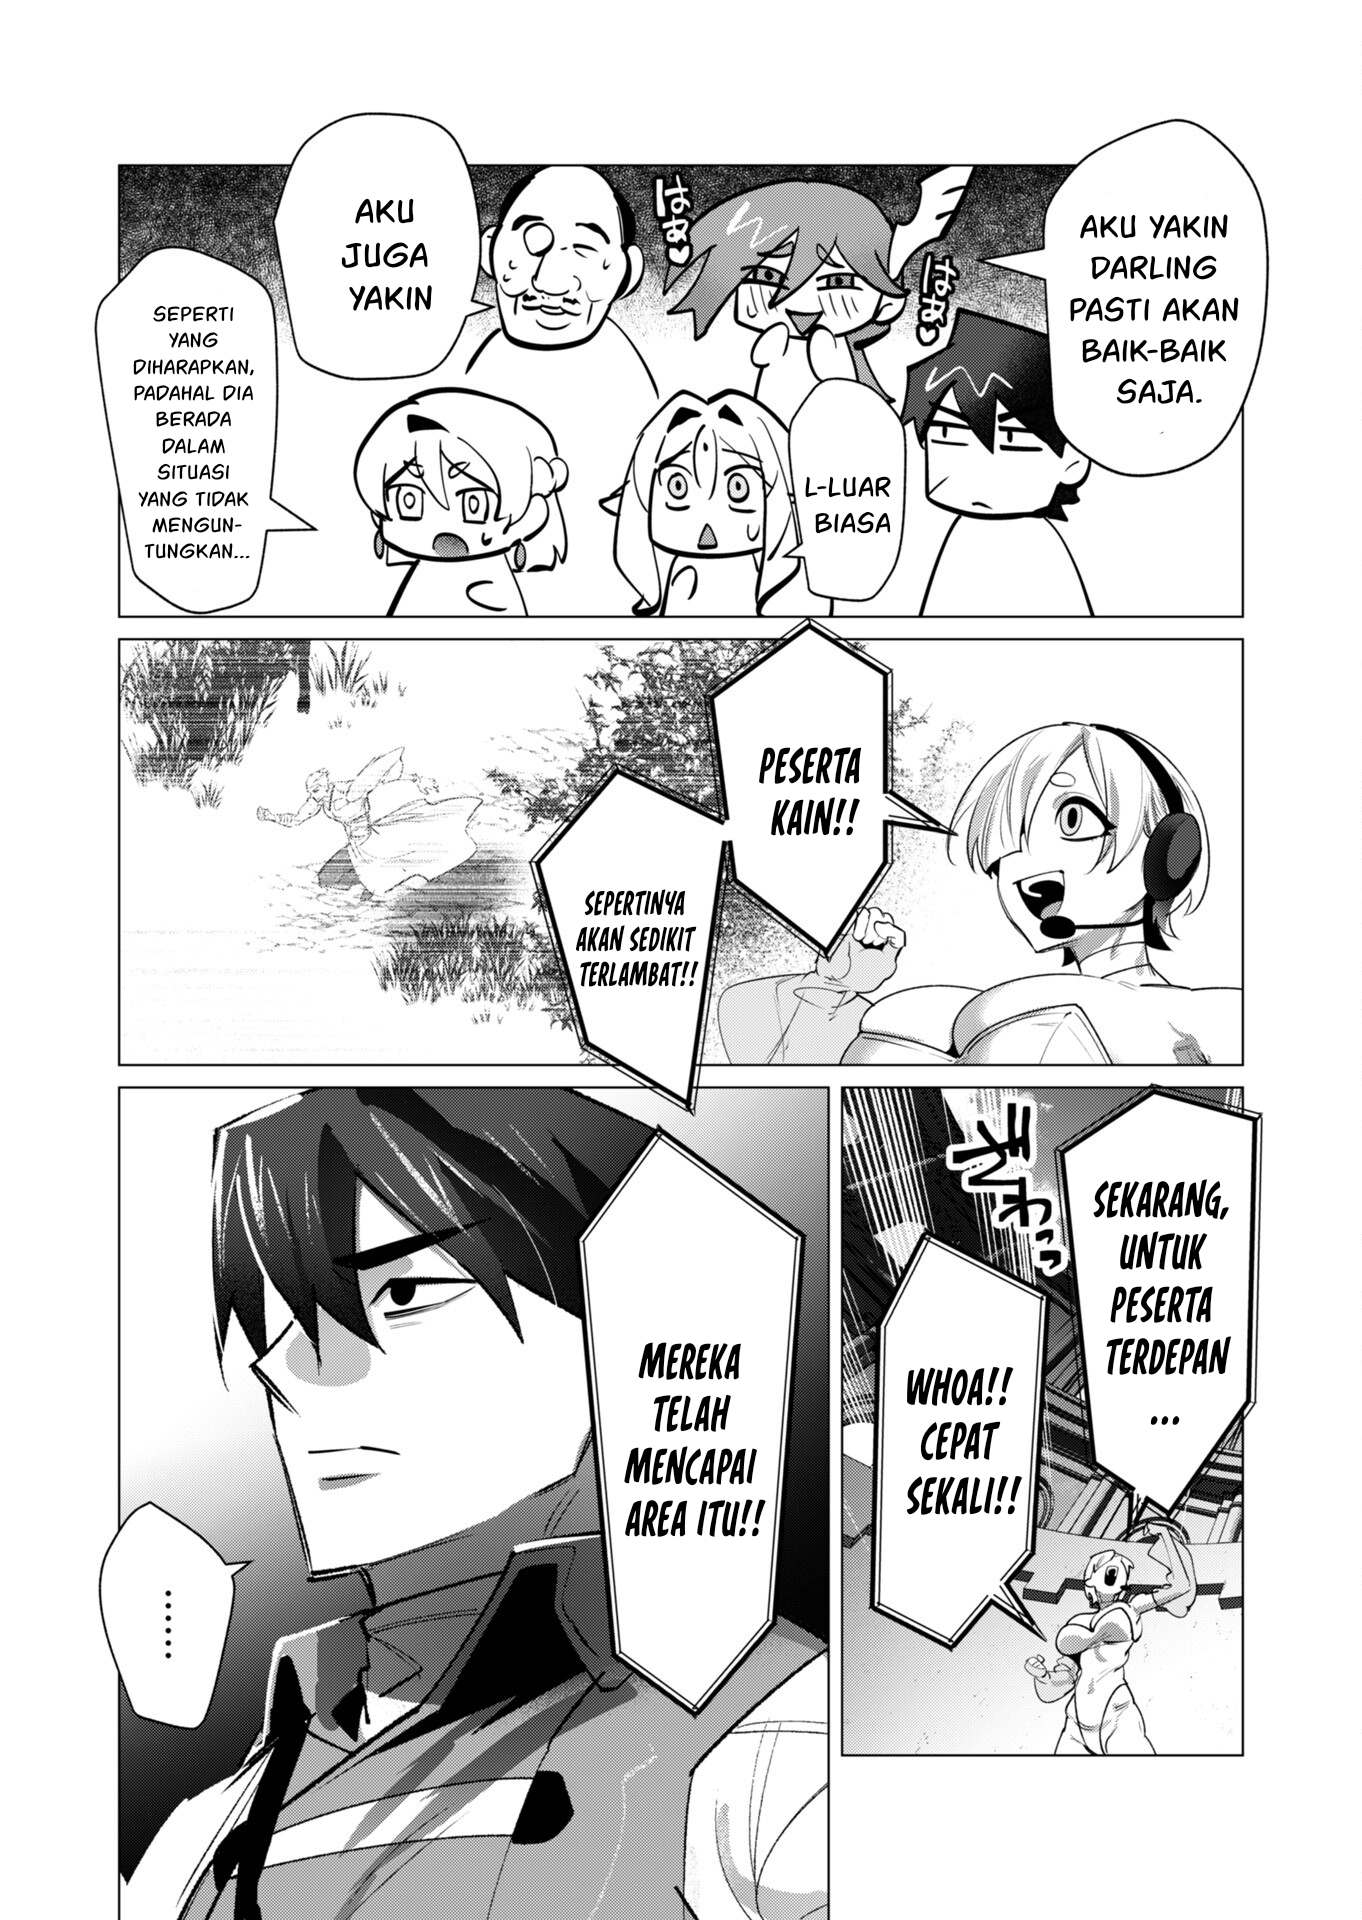 AKU YAKIN
DARLING
PASTI AKAN
BAIK-BAIK
SAJA.
はぁ♥
はぁ♥
AKU
JUGA
YAKIN
L-LUAR
BIASA
SEPERTI
YANG
DIHARAPKAN,
PADAHAL DIA
BERADA
DALAM
SITUASI
YANG TIDAK
MENGUN-
TUNGKAN...
PESERTA
KAIN!!
SEPERTINYA
AKAN SEDIKIT
TERLAMBAT!!
SEKARANG,
UNTUK
PESERTA
TERDEPAN
...
WHOA!!
CEPAT
SEKALI!!
MEREKA
TELAH
MENCAPAI
AREA ITU!!
......